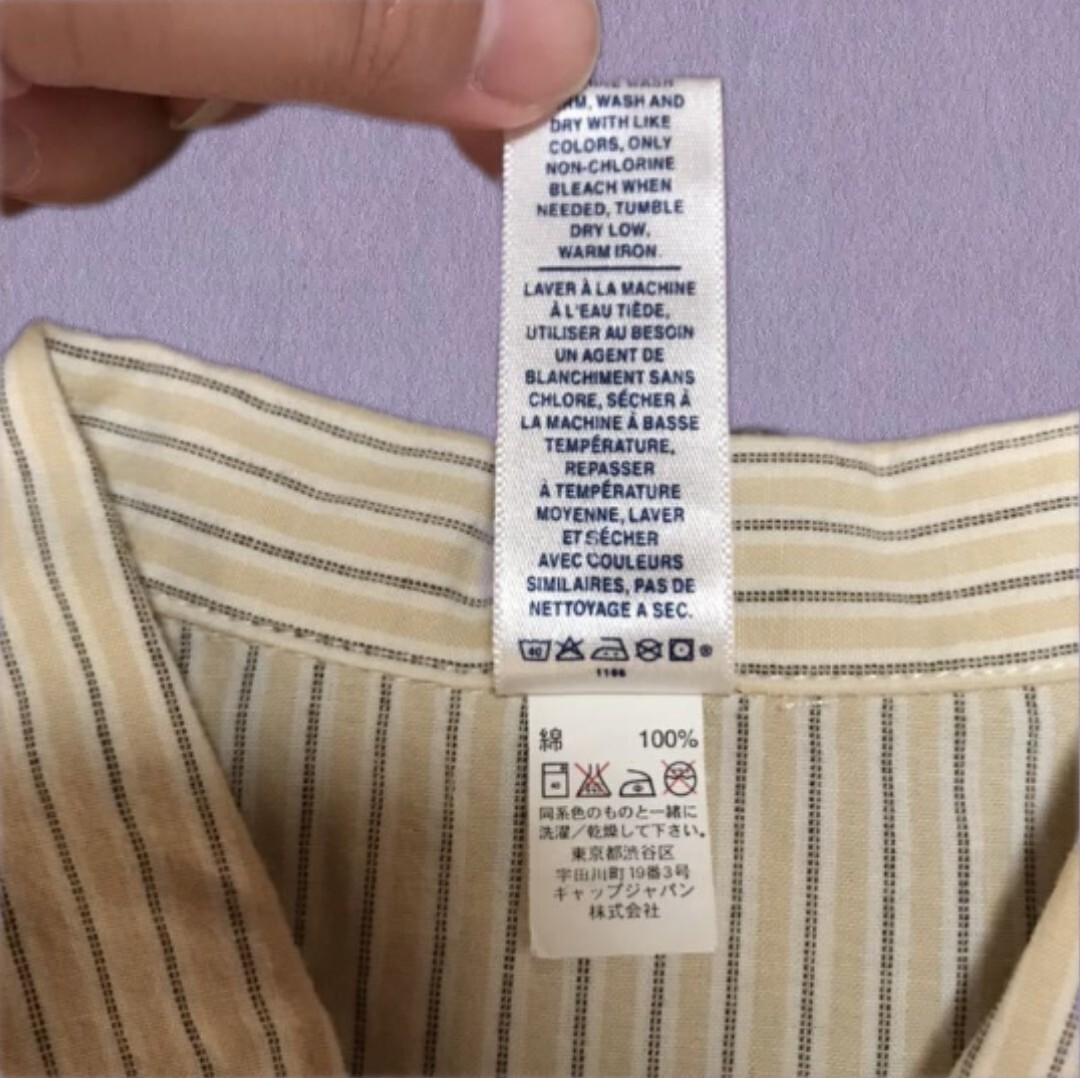 WASH
WASH AND
DRY WITH LIKE
COLORS, ONLY
NON-CHLORINE
BLEACH WHEN
NEEDED, TUMBLE
DRY LOW,
WARM IRON.
LAVER À LA MACHINE
À L'EAU TIÈDE,
UTILISER AU BESOIN
UN AGENT DE
BLANCHIMENT SANS
CHLORE, SÉCHER À
LA MACHINE À BASSE
TEMPÉRATURE,
REPASSER
À TEMPÉRATURE
MOYENNE, LAVER
ET SÉCHER
AVEC COULEURS
SIMILAIRES, PAS DE
NETTOYAGE A SEC.
40 ®
綿 100%
40
同系色のものと一緒に
洗濯/乾燥して下さい。
東京都渋谷区
宇田川町19番3号
ギャップジャパン
株式会社